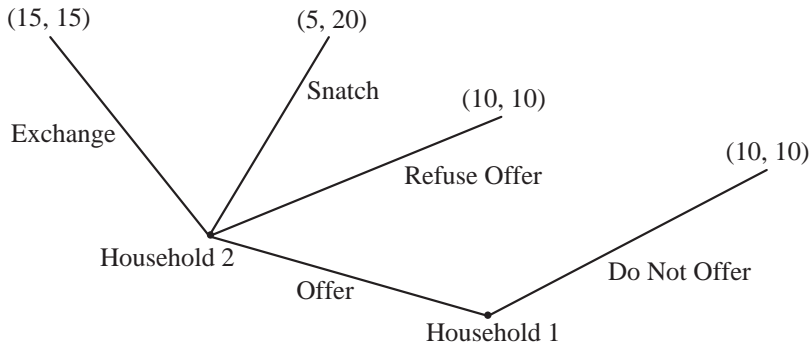 (15, 15)
(5, 20)
Snatch
(10, 10)
Exchange
(10, 10)
Refuse Offer
Household 2
Do Not Offer
Offer
Household 1